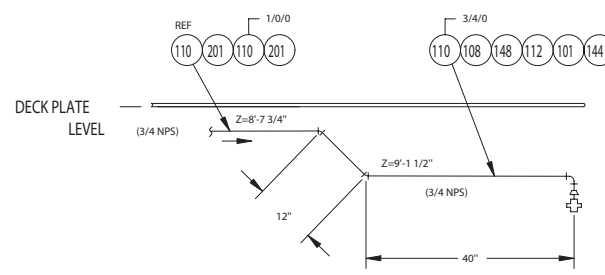 REF
1/0/0
3/4/0
110 201 110 201
110 108 148 112 101 144
DECK PLATE
LEVEL
(3/4 NPS)
Z=8'-7 3/4"
Z=9'-1 1/2"
(3/4 NPS)
12"
40"